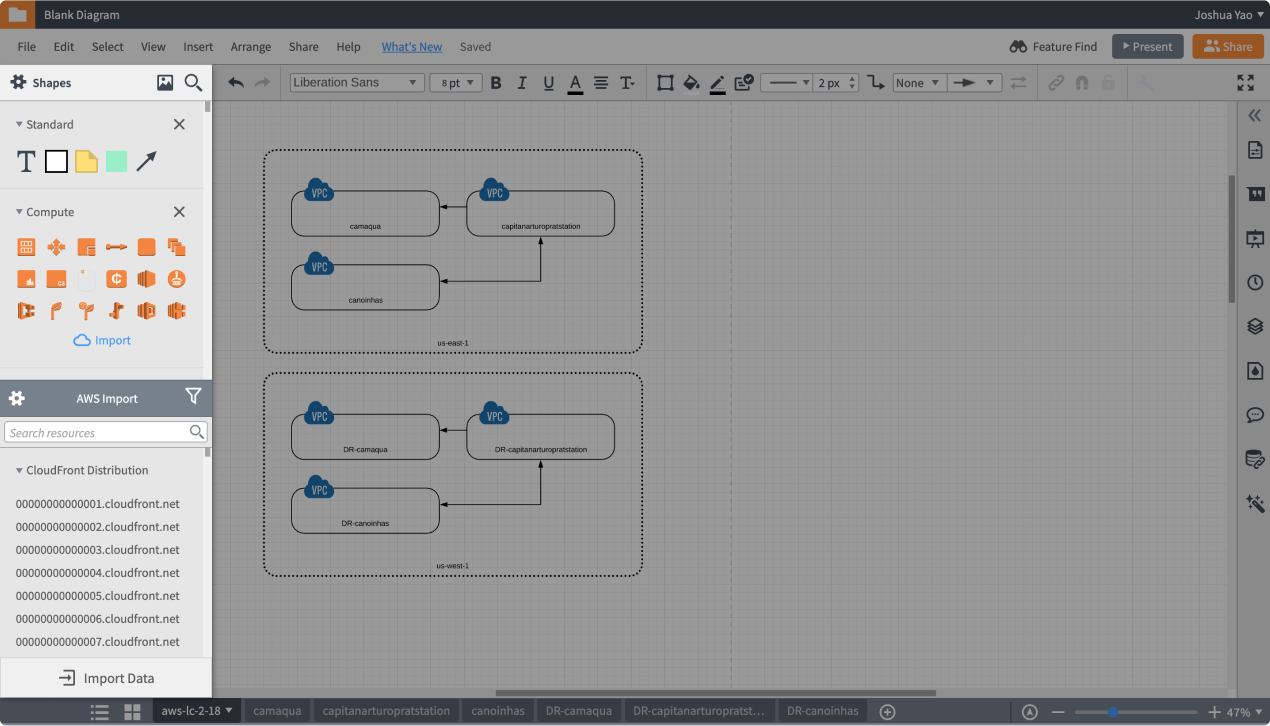 Blank Diagram
Joshua Yao
File Edit Select View Insert Arrange Share Help What's New Saved
Feature Find Present Share
Shapes
Liberation Sans 8 pt B I U A T 2 px None
Standard
T
Compute
C3
Import
AWS Import
Search resources
CloudFront Distribution
00000000000001.cloudfront.net
00000000000002.cloudfront.net
00000000000003.cloudfront.net
00000000000004.cloudfront.net
00000000000005.cloudfront.net
00000000000006.cloudfront.net
00000000000007.cloudfront.net
Import Data
VPC
camaqua
VPC
capitanarturopratstation
VPC
canoinhas
us-east-1
VPC
DR-camaqua
VPC
DR-capitanarturopratstation
VPC
DR-canoinhas
us-west-1
aws-lc-2-18 camaqua capitanarturopratstation canoinhas DR-camaqua DR-capitanarturopratst... DR-canoinhas
47%